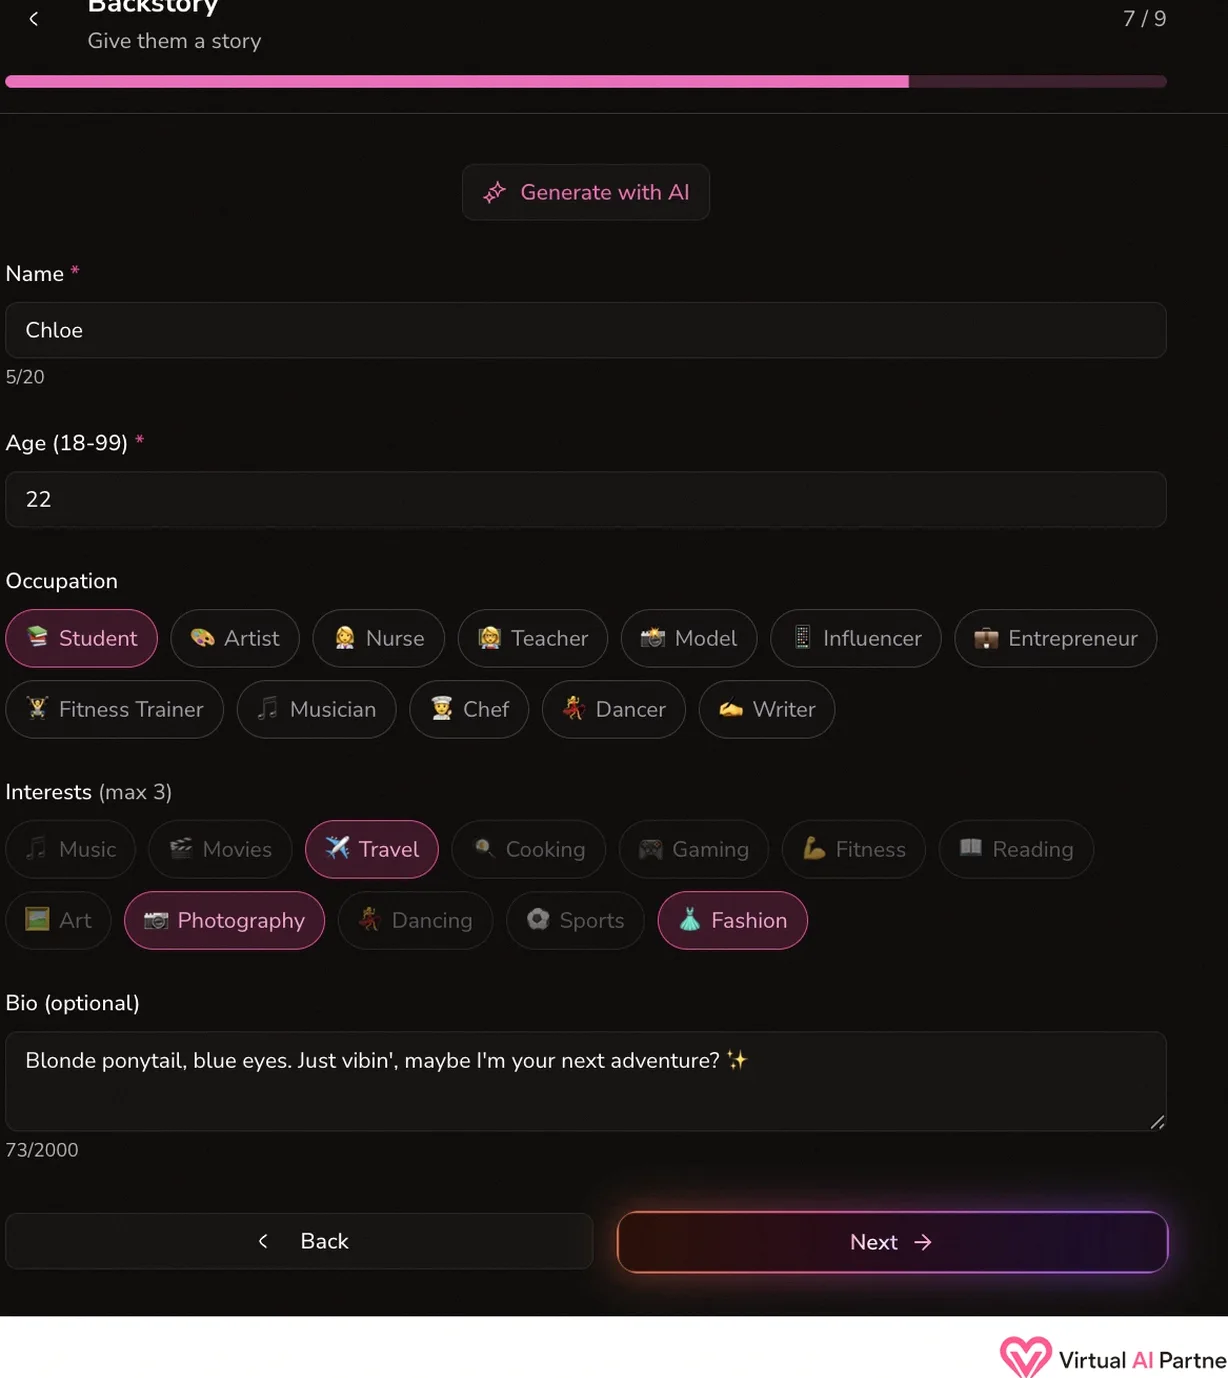 Backstory
7 / 9
Give them a story
Generate with AI
Name *
Chloe
5/20
Age (18-99) *
22
Occupation
Student Artist Nurse Teacher Model Influencer Entrepreneur
Fitness Trainer Musician Chef Dancer Writer
Interests (max 3)
Music Movies Travel Cooking Gaming Fitness Reading
Art Photography Dancing Sports Fashion
Bio (optional)
Blonde ponytail, blue eyes. Just vibin', maybe I'm your next adventure? ✨
73/2000
Back Next
Virtual AI Partne